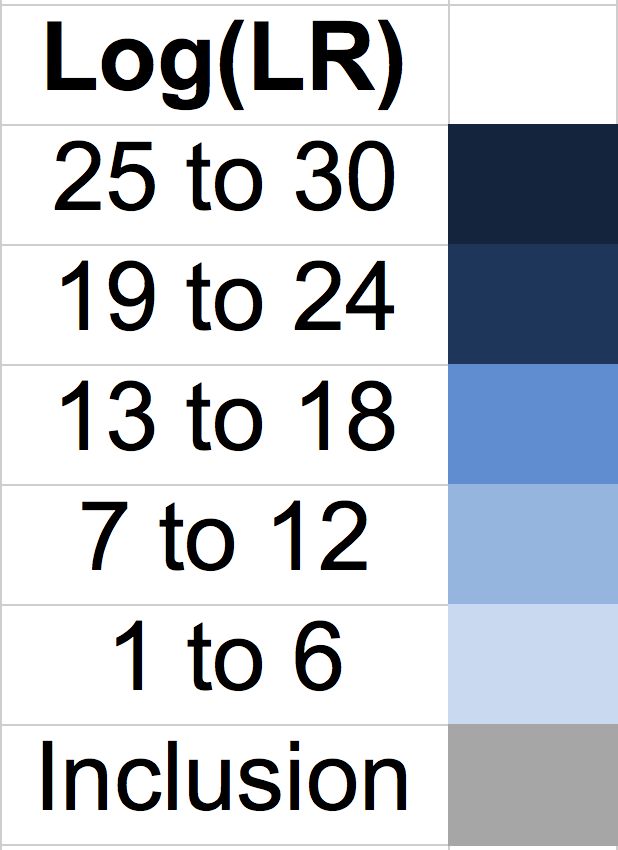 Log(LR)
25 to 30
19 to 24
13 to 18
7 to 12
1 to 6
Inclusion